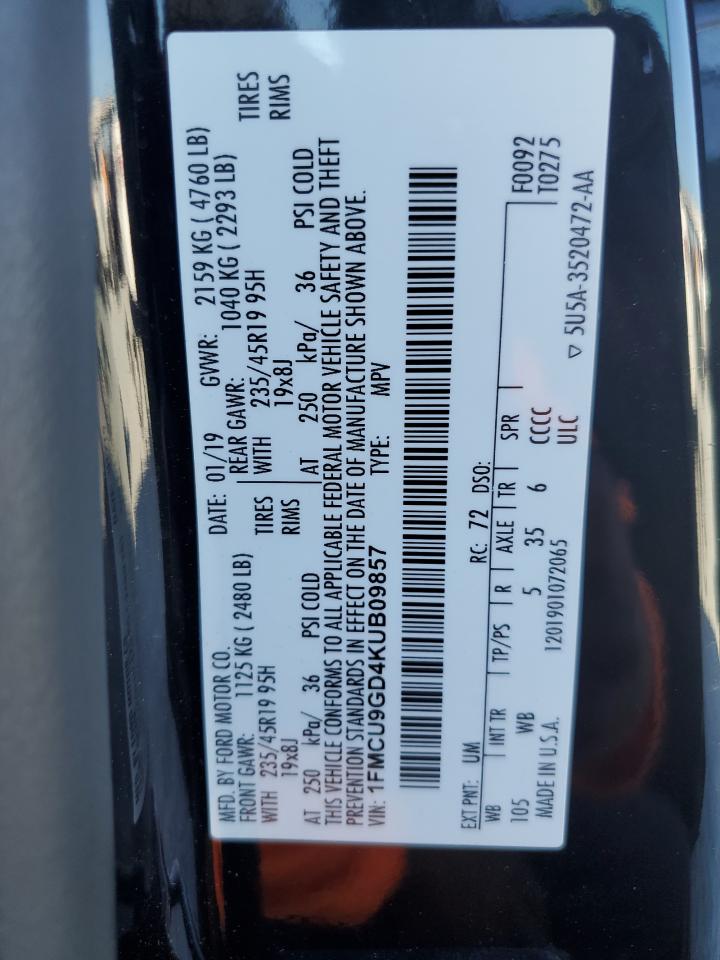 MFD. BY FORD MOTOR CO.
DATE: 01/19 GVWR: 2159 KG ( 4760 LB)
FRONT GAWR: 1125 KG ( 2480 LB)
REAR GAWR: 1040 KG ( 2293 LB)
WITH 235/45R19 95H TIRES
WITH 235/45R19 95H TIRES
19x8J RIMS
19x8J RIMS
AT 250 kPa/ 36 PSI COLD
AT 250 kPa/ 36 PSI COLD
THIS VEHICLE CONFORMS TO ALL APPLICABLE FEDERAL MOTOR VEHICLE SAFETY AND THEFT
PREVENTION STANDARDS IN EFFECT ON THE DATE OF MANUFACTURE SHOWN ABOVE.
VIN: 1FMCU9GD4KUB09857 TYPE: MPV
EXT PNT: UM RC: 72 DSO:
WB INT TR TP/PS R AXLE TR SPR F0092
T0275
105 WB 5 35 6 CCCC
MADE IN U.S.A. 1201901072065 ULC
▽ 5U5A-3520472-AA